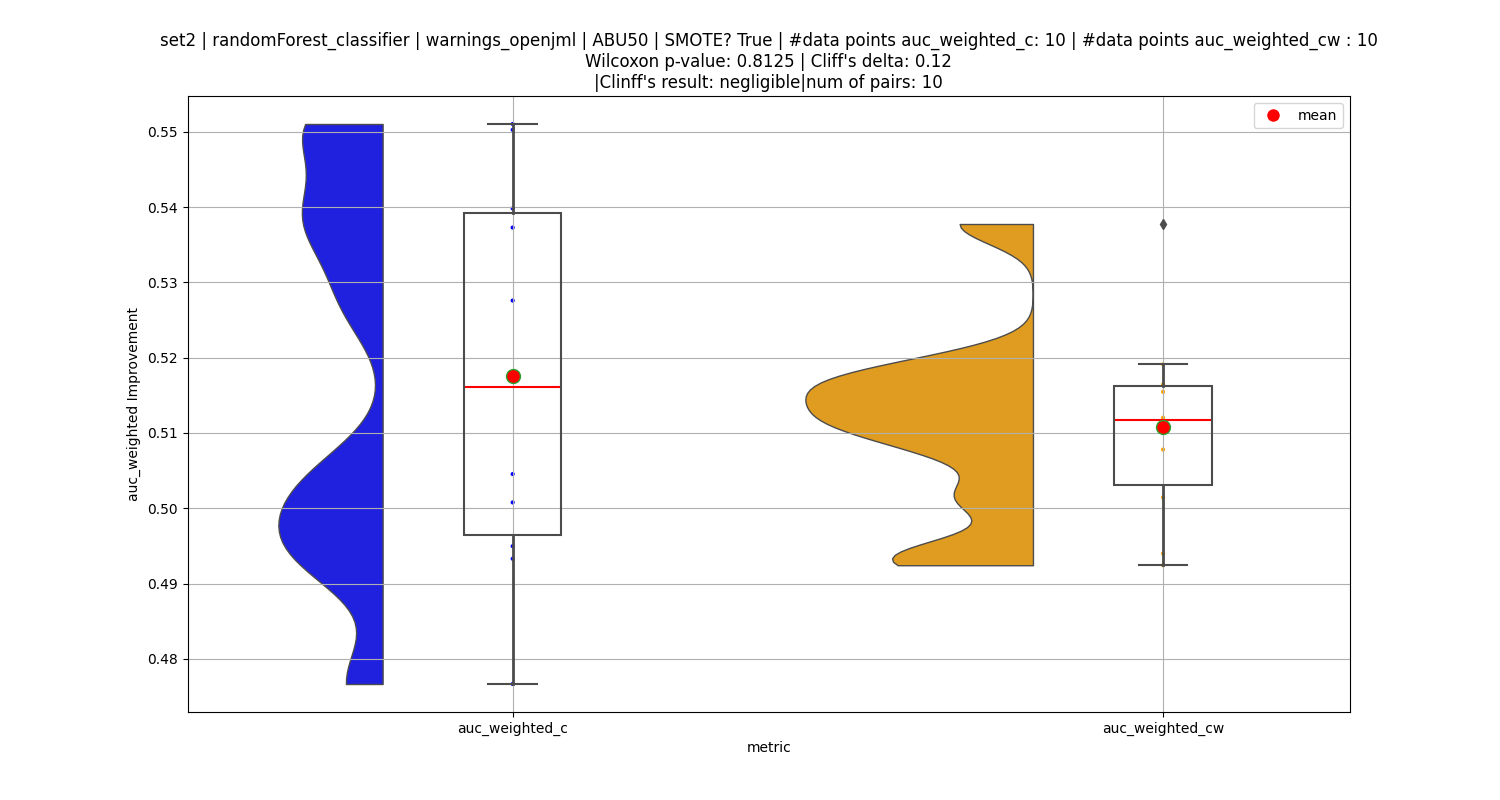 set2 | randomForest_classifier | warnings_openjml | ABU50 | SMOTE? True | #data points auc_weighted_c: 10 | #data points auc_weighted_cw : 10
Wilcoxon p-value: 0.8125 | Cliff's delta: 0.12
|Clinff's result: negligible|num of pairs: 10
mean
0.55
0.54
0.53
0.52
0.51
0.50
0.49
0.48
auc_weighted Improvement
auc_weighted_c
auc_weighted_cw
metric